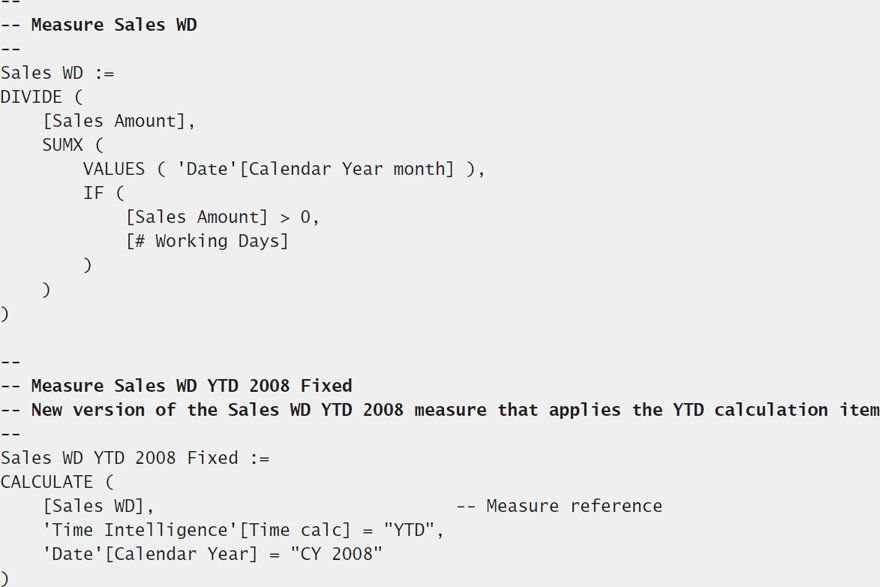 --
-- Measure Sales WD
--
Sales WD :=
DIVIDE (
    [Sales Amount],
    SUMX (
        VALUES ( 'Date'[Calendar Year month] ),
        IF (
            [Sales Amount] > 0,
            [# Working Days]
        )
    )
)

--
-- Measure Sales WD YTD 2008 Fixed
-- New version of the Sales WD YTD 2008 measure that applies the YTD calculation item
--
Sales WD YTD 2008 Fixed :=
CALCULATE (
    [Sales WD],                             -- Measure reference
    'Time Intelligence'[Time calc] = "YTD",
    'Date'[Calendar Year] = "CY 2008"
)